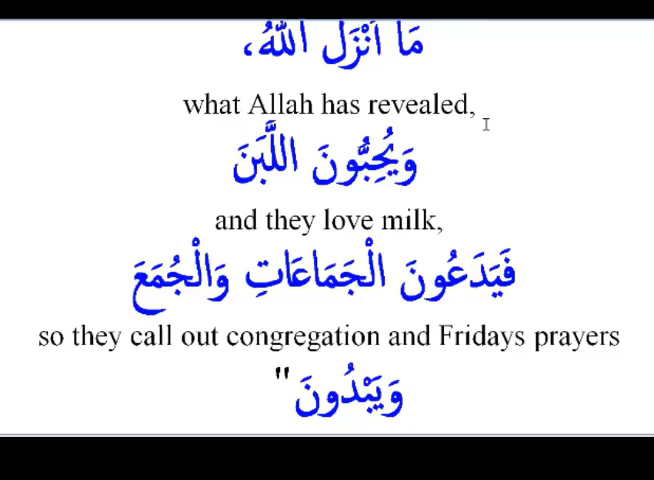 مَا أَنْزَلَ اللَّهُ،
what Allah has revealed,
وَيُحِبُّونَ اللَّبَنَ
and they love milk,
فَيَدَعُونَ الْجَمَاعَاتِ وَالْجُمَعَ
so they call out congregation and Fridays prayers
وَيَبْدُونَ"